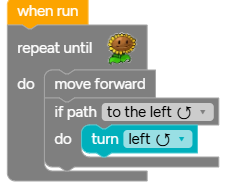 when run
repeat until
do move forward
if path to the left ↺
do turn left ↺